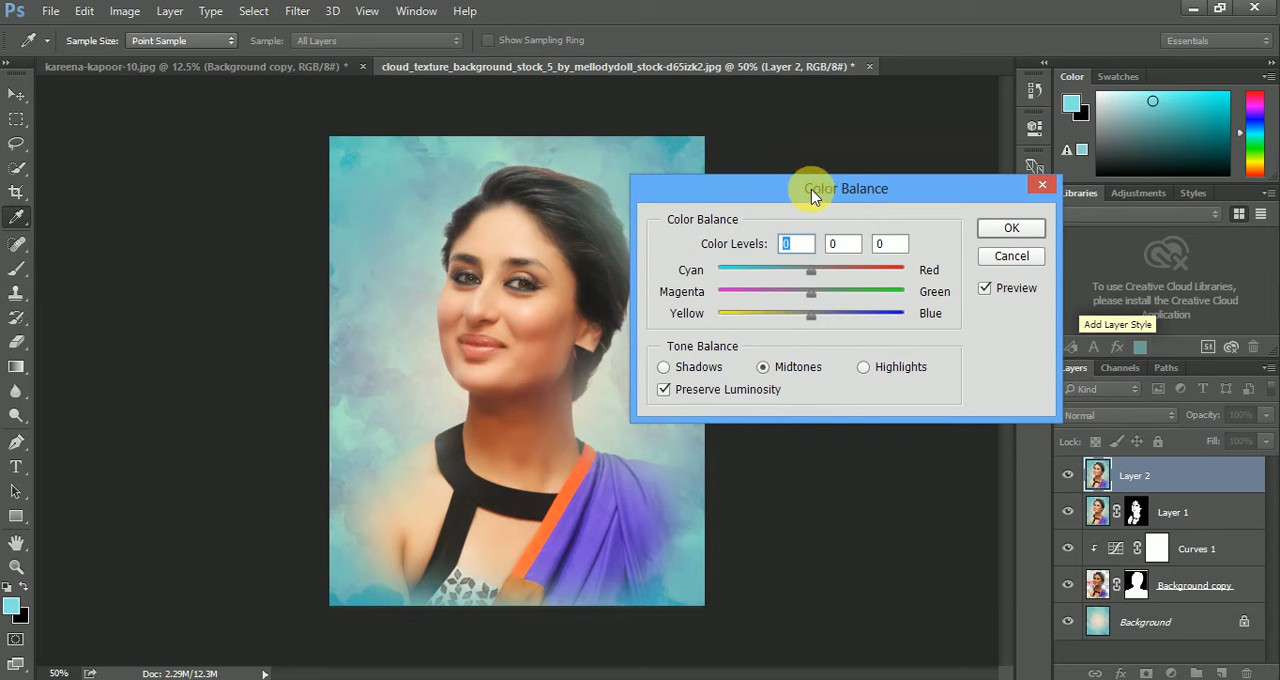 Ps File Edit Image Layer Type Select Filter 3D View Window Help
Sample Size: Point Sample Sample: All Layers Show Sampling Ring Essentials
kareena-kapoor-10.jpg @ 12.5% (Background copy, RGB/8#) * × cloud_texture_background_stock_5_by_mellodydoll_stock-d65izk2.jpg @ 50% (Layer 2, RGB/8#) * ×
Color Swatches
Color Balance
Libraries Adjustments Styles
Color Balance
Color Levels: 0 0 0
OK
Cyan Red
Cancel
Magenta Green
Preview
Yellow Blue
To use Creative Cloud Libraries,
please install the Creative Cloud
Application
Add Layer Style
Tone Balance
Shadows Midtones Highlights
Preserve Luminosity
Layers Channels Paths
Kind
Normal Opacity: 100%
Lock: Fill: 100%
Layer 2
Layer 1
Curves 1
Background copy
Background
50% Doc: 2.29M/12.3M